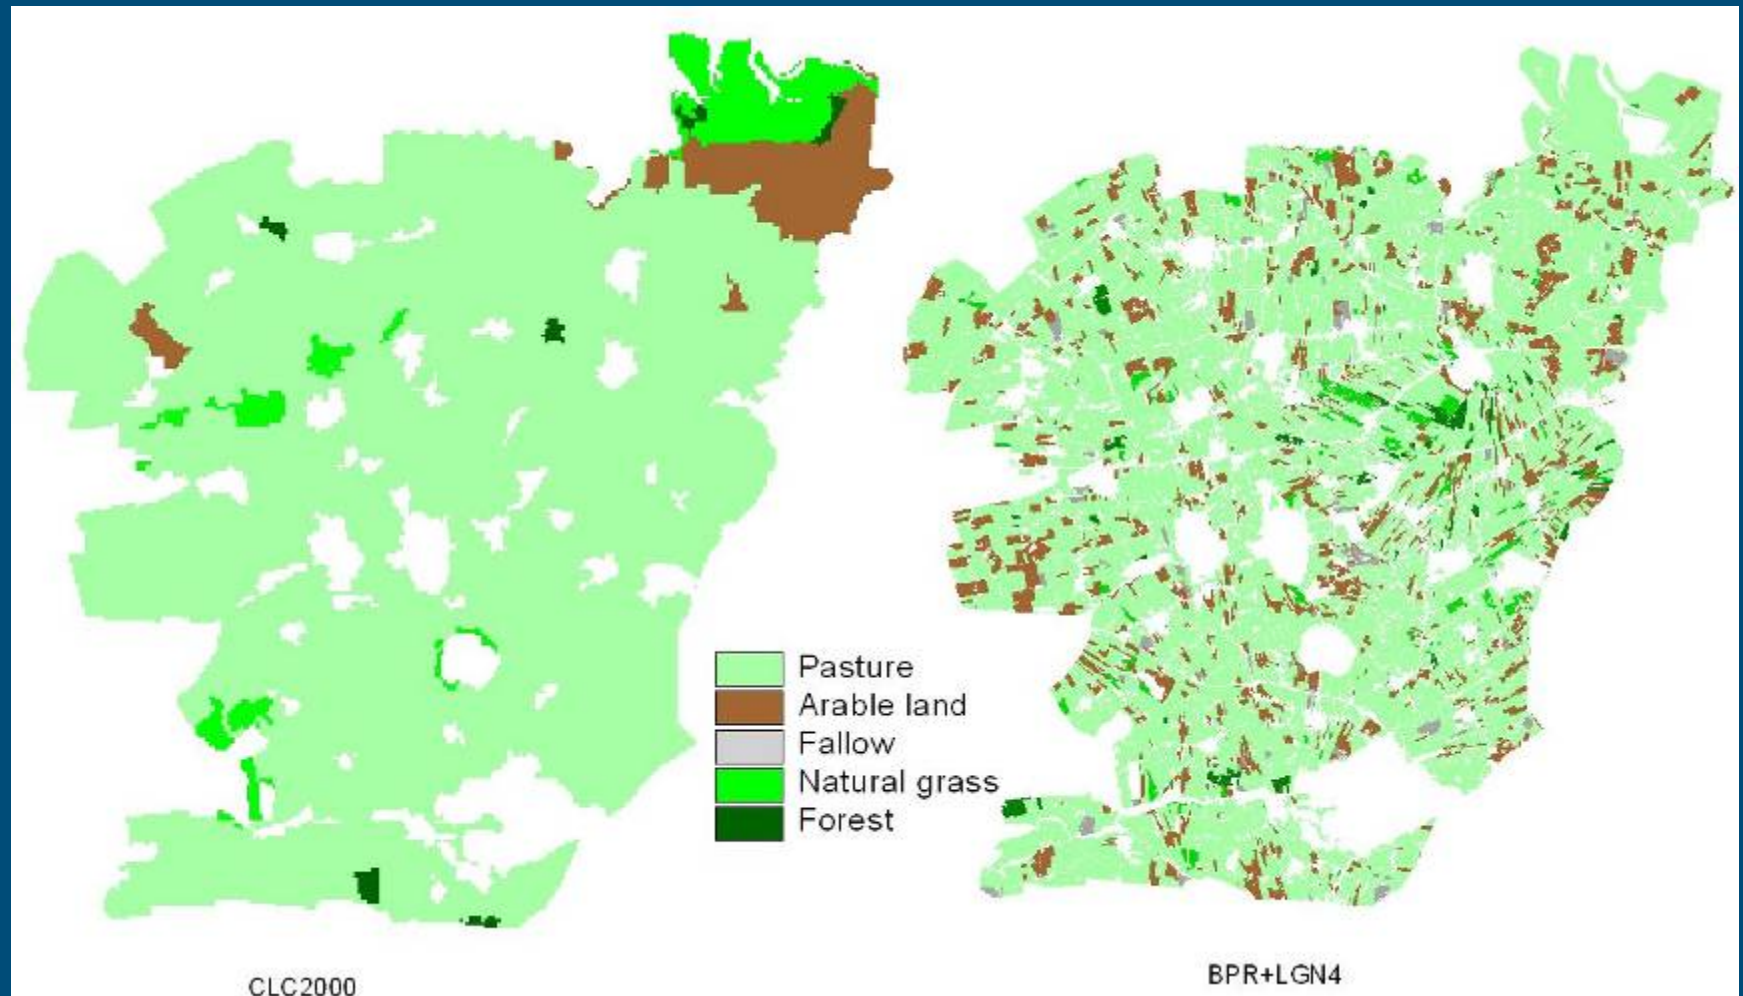 Pasture
Arable land
Fallow
Natural grass
Forest
CLC2000
BPR+LGN4